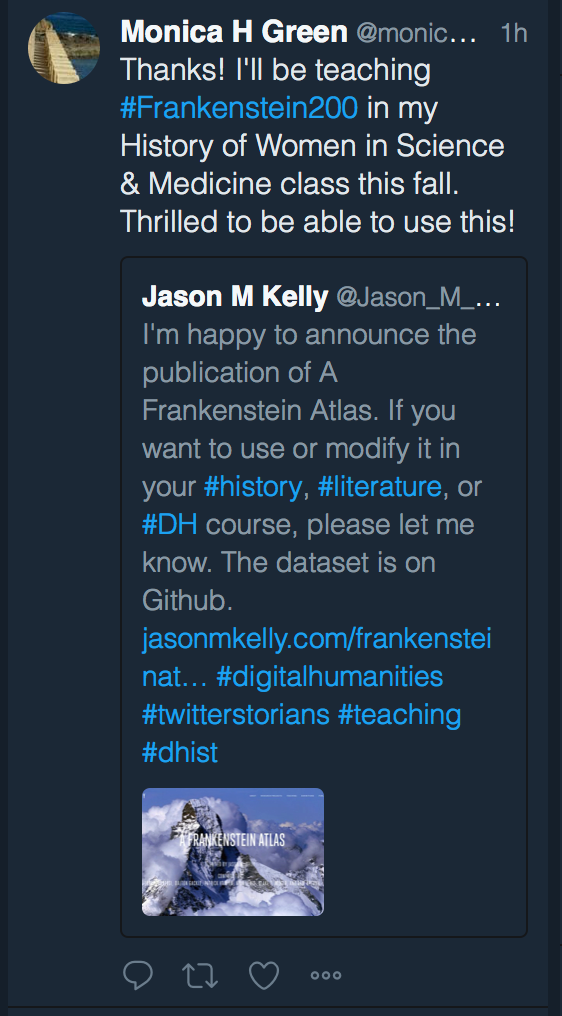 Monica H Green @monic... 1h
Thanks! I'll be teaching
#Frankenstein200 in my
History of Women in Science
& Medicine class this fall.
Thrilled to be able to use this!
Jason M Kelly @Jason_M_...
I'm happy to announce the
publication of A
Frankenstein Atlas. If you
want to use or modify it in
your #history, #literature, or
#DH course, please let me
know. The dataset is on
Github.
jasonmkelly.com/frankenstei
nat... #digitalhumanities
#twitterstorians #teaching
#dhist
A FRANKENSTEIN ATLAS